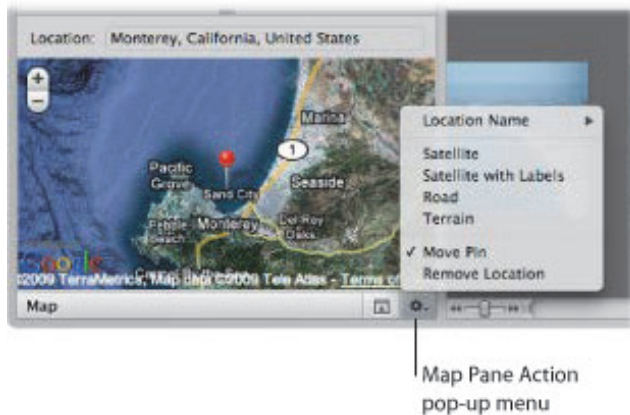 Location: Monterey, California, United States
Marina
1
Pacific
Grove
Sand City
Seaside
Pebble
Beach
Monterey
Del Rey
Oaks
Google
2009 TerraMetrics, Map data ©2009 Tele Atlas - Terms of
Map
Location Name
Satellite
Satellite with Labels
Road
Terrain
✓ Move Pin
Remove Location
Map Pane Action
pop-up menu